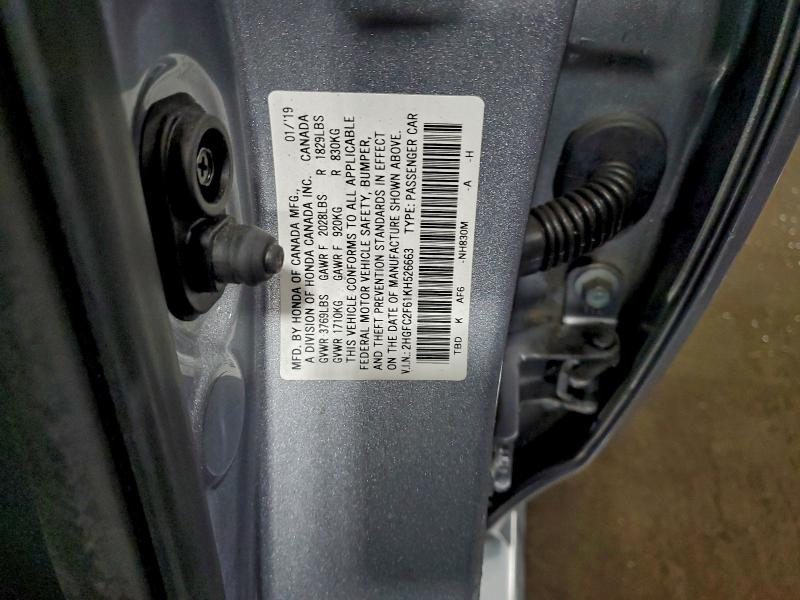 MFD. BY HONDA OF CANADA MFG., 01/'19
A DIVISION OF HONDA CANADA INC. CANADA
GVWR 3769LBS GAWR F 2028LBS R 1829LBS
GVWR 1710KG GAWR F 920KG R 830KG
THIS VEHICLE CONFORMS TO ALL APPLICABLE
FEDERAL MOTOR VEHICLE SAFETY, BUMPER,
AND THEFT PREVENTION STANDARDS IN EFFECT
ON THE DATE OF MANUFACTURE SHOWN ABOVE.
V.I.N.: 2HGFC2F61KH526663 TYPE: PASSENGER CAR
TBD K AF6 -NH830M -A -H